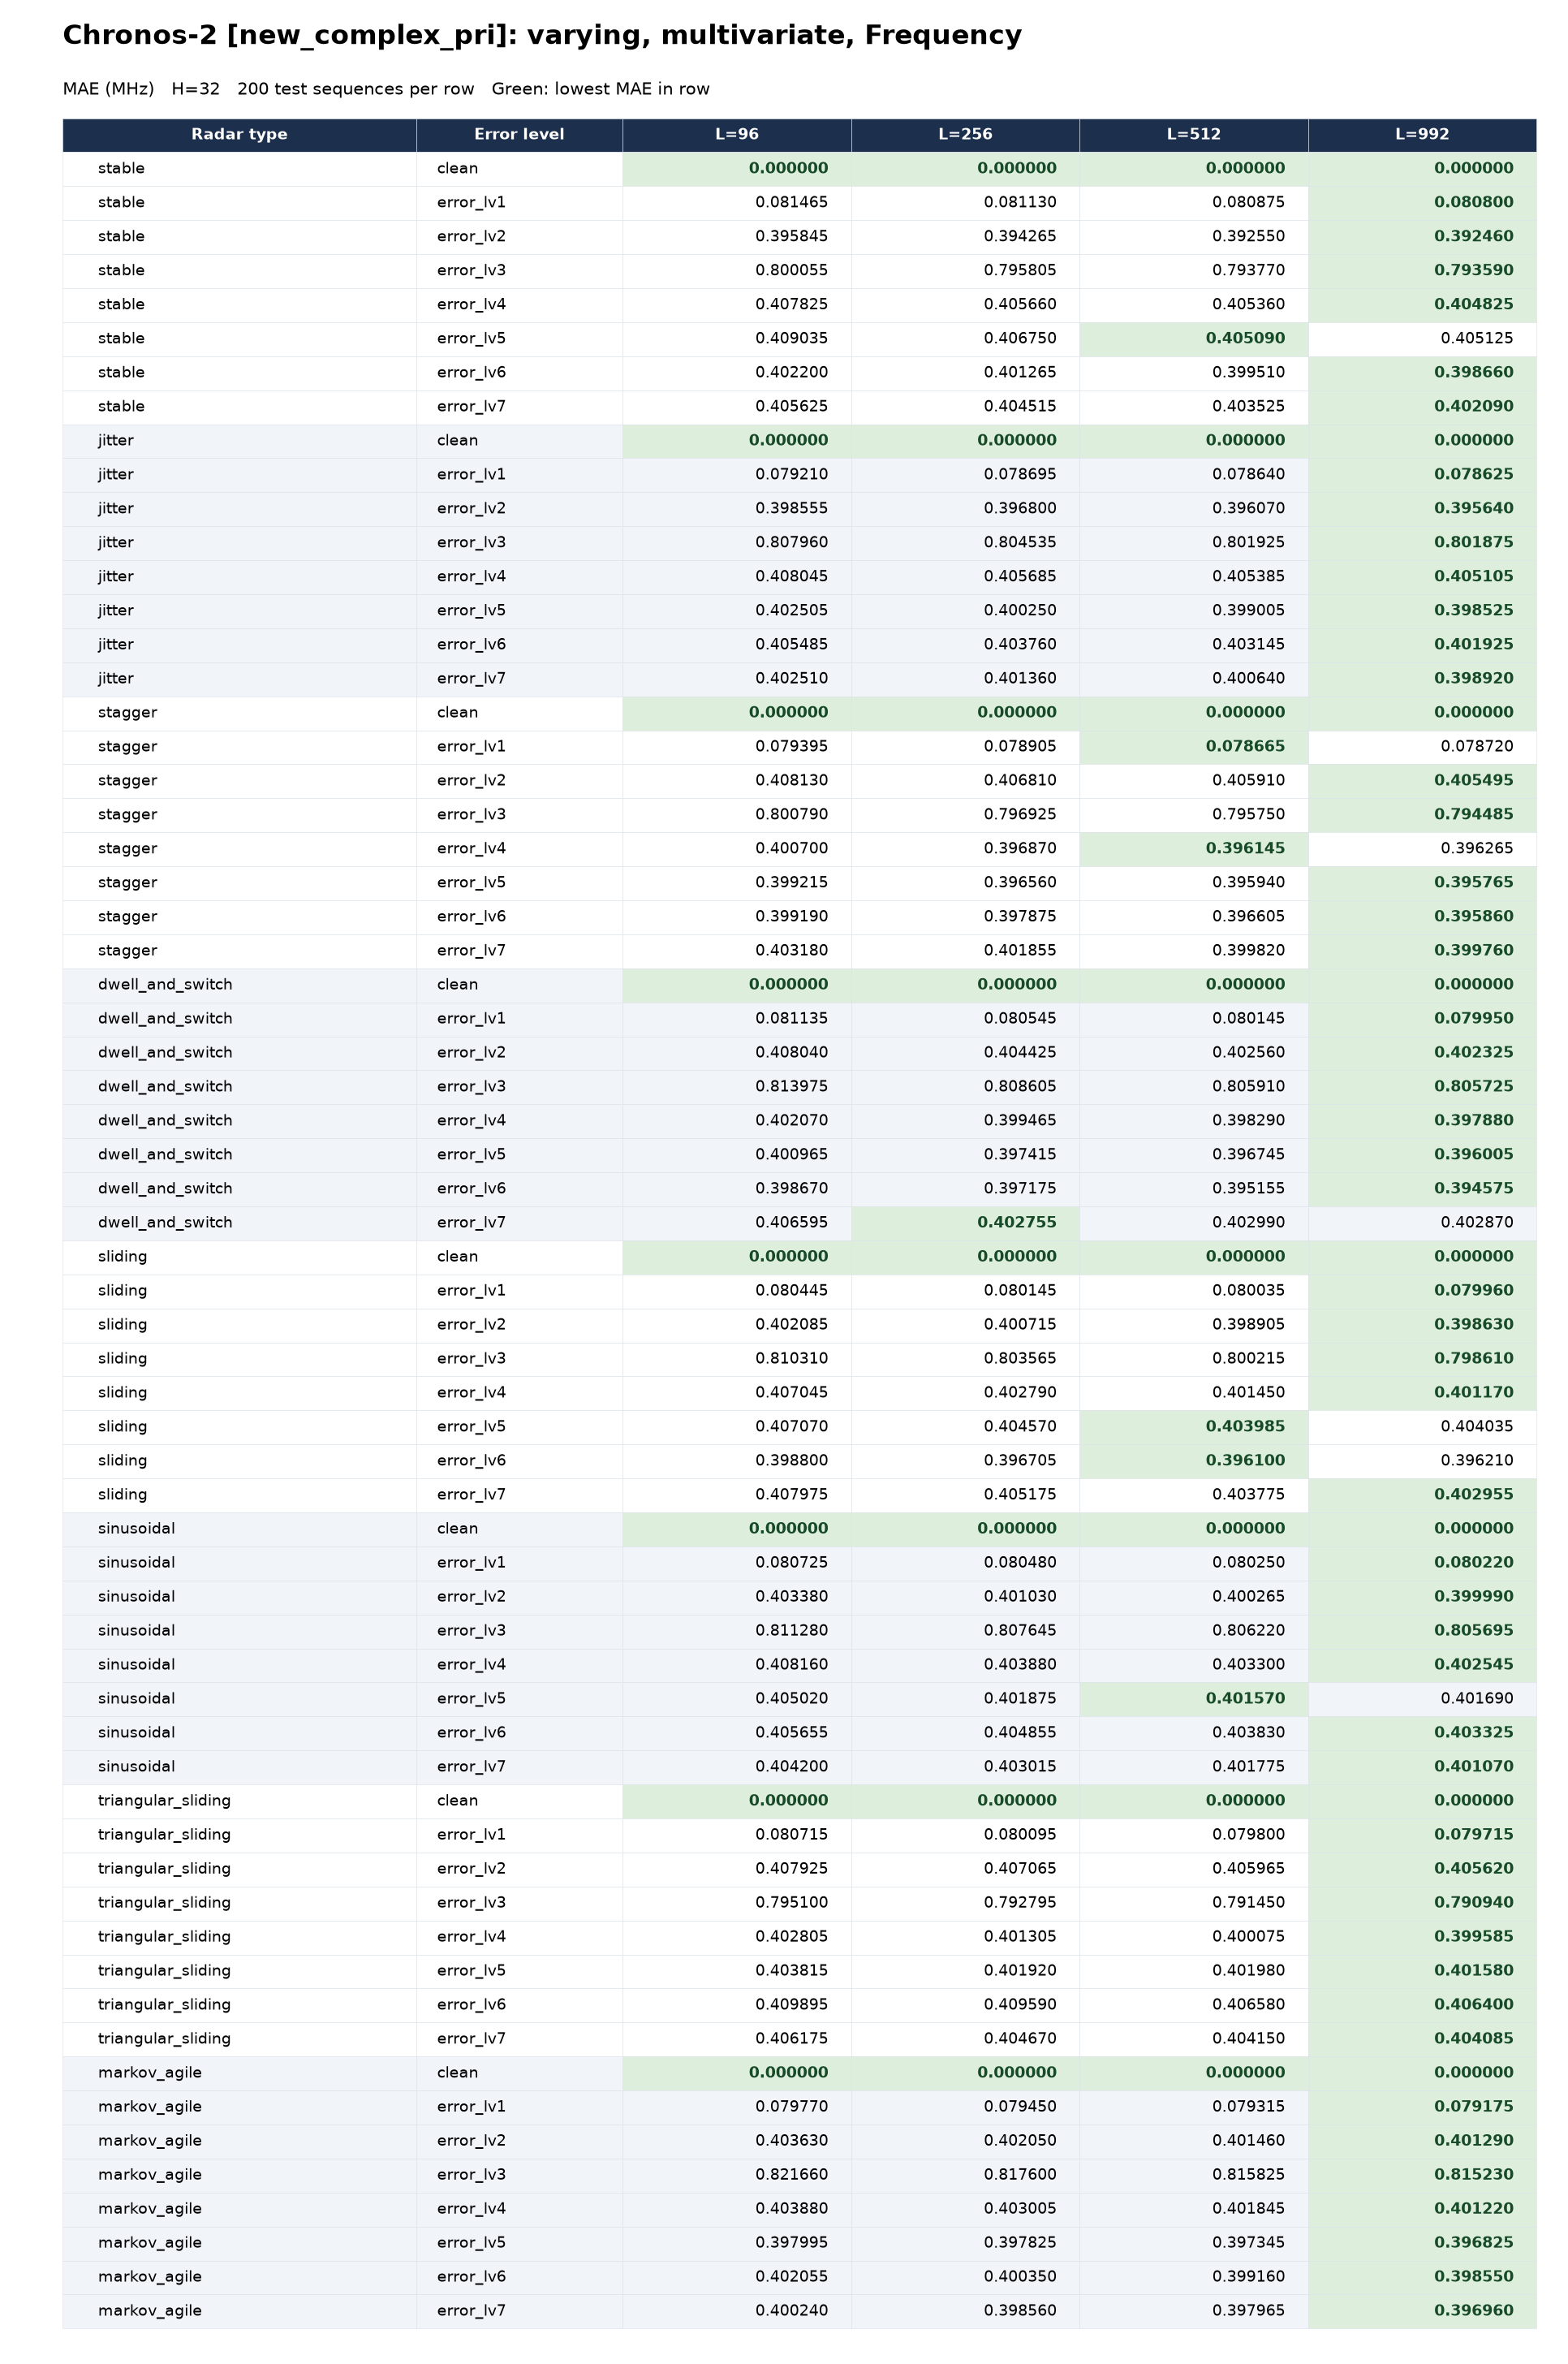 Chronos-2 [new_complex_pri]: varying, multivariate, Frequency
MAE (MHz) H=32 200 test sequences per row Green: lowest MAE in row
Radar type Error level L=96 L=256 L=512 L=992
stable clean 0.000000 0.000000 0.000000 0.000000
stable error_lv1 0.081465 0.081130 0.080875 0.080800
stable error_lv2 0.395845 0.394265 0.392550 0.392460
stable error_lv3 0.800055 0.795805 0.793770 0.793590
stable error_lv4 0.407825 0.405660 0.405360 0.404825
stable error_lv5 0.409035 0.406750 0.405090 0.405125
stable error_lv6 0.402200 0.401265 0.399510 0.398660
stable error_lv7 0.405625 0.404515 0.403525 0.402090
jitter clean 0.000000 0.000000 0.000000 0.000000
jitter error_lv1 0.079210 0.078695 0.078640 0.078625
jitter error_lv2 0.398555 0.396800 0.396070 0.395640
jitter error_lv3 0.807960 0.804535 0.801925 0.801875
jitter error_lv4 0.408045 0.405685 0.405385 0.405105
jitter error_lv5 0.402505 0.400250 0.399005 0.398525
jitter error_lv6 0.405485 0.403760 0.403145 0.401925
jitter error_lv7 0.402510 0.401360 0.400640 0.398920
stagger clean 0.000000 0.000000 0.000000 0.000000
stagger error_lv1 0.079395 0.078905 0.078665 0.078720
stagger error_lv2 0.408130 0.406810 0.405910 0.405495
stagger error_lv3 0.800790 0.796925 0.795750 0.794485
stagger error_lv4 0.400700 0.396870 0.396145 0.396265
stagger error_lv5 0.399215 0.396560 0.395940 0.395765
stagger error_lv6 0.399190 0.397875 0.396605 0.395860
stagger error_lv7 0.403180 0.401855 0.399820 0.399760
dwell_and_switch clean 0.000000 0.000000 0.000000 0.000000
dwell_and_switch error_lv1 0.081135 0.080545 0.080145 0.079950
dwell_and_switch error_lv2 0.408040 0.404425 0.402560 0.402325
dwell_and_switch error_lv3 0.813975 0.808605 0.805910 0.805725
dwell_and_switch error_lv4 0.402070 0.399465 0.398290 0.397880
dwell_and_switch error_lv5 0.400965 0.397415 0.396745 0.396005
dwell_and_switch error_lv6 0.398670 0.397175 0.395155 0.394575
dwell_and_switch error_lv7 0.406595 0.402755 0.402990 0.402870
sliding clean 0.000000 0.000000 0.000000 0.000000
sliding error_lv1 0.080445 0.080145 0.080035 0.079960
sliding error_lv2 0.402085 0.400715 0.398905 0.398630
sliding error_lv3 0.810310 0.803565 0.800215 0.798610
sliding error_lv4 0.407045 0.402790 0.401450 0.401170
sliding error_lv5 0.407070 0.404570 0.403985 0.404035
sliding error_lv6 0.398800 0.396705 0.396100 0.396210
sliding error_lv7 0.407975 0.405175 0.403775 0.402955
sinusoidal clean 0.000000 0.000000 0.000000 0.000000
sinusoidal error_lv1 0.080725 0.080480 0.080250 0.080220
sinusoidal error_lv2 0.403380 0.401030 0.400265 0.399990
sinusoidal error_lv3 0.811280 0.807645 0.806220 0.805695
sinusoidal error_lv4 0.408160 0.403880 0.403300 0.402545
sinusoidal error_lv5 0.405020 0.401875 0.401570 0.401690
sinusoidal error_lv6 0.405655 0.404855 0.403830 0.403325
sinusoidal error_lv7 0.404200 0.403015 0.401775 0.401070
triangular_sliding clean 0.000000 0.000000 0.000000 0.000000
triangular_sliding error_lv1 0.080715 0.080095 0.079800 0.079715
triangular_sliding error_lv2 0.407925 0.407065 0.405965 0.405620
triangular_sliding error_lv3 0.795100 0.792795 0.791450 0.790940
triangular_sliding error_lv4 0.402805 0.401305 0.400075 0.399585
triangular_sliding error_lv5 0.403815 0.401920 0.401980 0.401580
triangular_sliding error_lv6 0.409895 0.409590 0.406580 0.406400
triangular_sliding error_lv7 0.406175 0.404670 0.404150 0.404085
markov_agile clean 0.000000 0.000000 0.000000 0.000000
markov_agile error_lv1 0.079770 0.079450 0.079315 0.079175
markov_agile error_lv2 0.403630 0.402050 0.401460 0.401290
markov_agile error_lv3 0.821660 0.817600 0.815825 0.815230
markov_agile error_lv4 0.403880 0.403005 0.401845 0.401220
markov_agile error_lv5 0.397995 0.397825 0.397345 0.396825
markov_agile error_lv6 0.402055 0.400350 0.399160 0.398550
markov_agile error_lv7 0.400240 0.398560 0.397965 0.396960